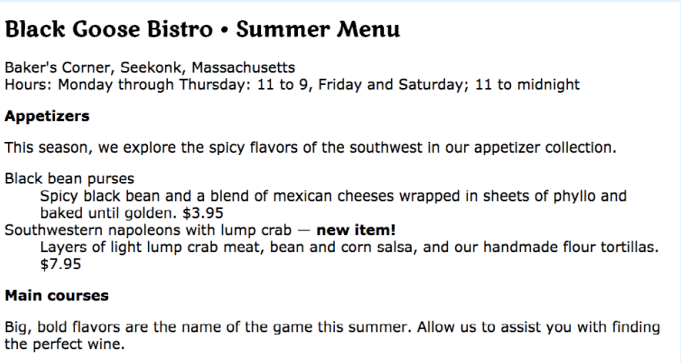 Black Goose Bistro • Summer Menu
Baker's Corner, Seekonk, Massachusetts
Hours: Monday through Thursday: 11 to 9, Friday and Saturday; 11 to midnight
Appetizers
This season, we explore the spicy flavors of the southwest in our appetizer collection.
Black bean purses
Spicy black bean and a blend of mexican cheeses wrapped in sheets of phyllo and
baked until golden. $3.95
Southwestern napoleons with lump crab — new item!
Layers of light lump crab meat, bean and corn salsa, and our handmade flour tortillas.
$7.95
Main courses
Big, bold flavors are the name of the game this summer. Allow us to assist you with finding
the perfect wine.